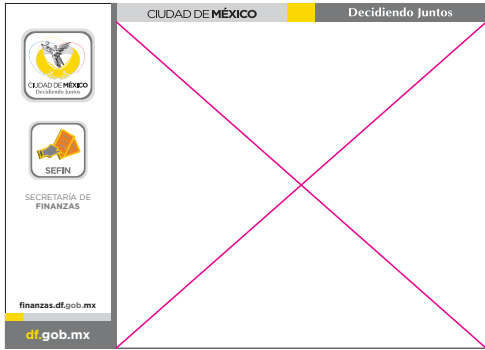 CIUDAD DE MÉXICO
Decidiendo Juntos
CIUDAD DE MÉXICO
Decidiendo Juntos
SEFIN
SECRETARÍA DE
FINANZAS
finanzas.df.gob.mx
df.gob.mx